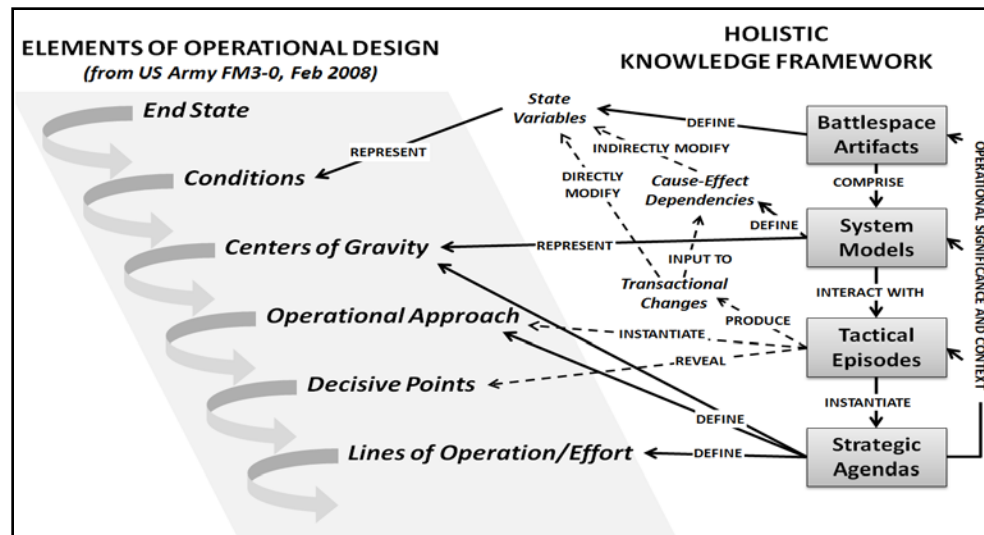 ELEMENTS OF OPERATIONAL DESIGN
(from US Army FM3-0, Feb 2008)
HOLISTIC
KNOWLEDGE FRAMEWORK
End State
Conditions
Centers of Gravity
Operational Approach
Decisive Points
Lines of Operation/Effort
State
Variables
DEFINE
REPRESENT
INDIRECTLY MODIFY
DIRECTLY
MODIFY
Cause-Effect
Dependencies
DEFINE
REPRESENT
INPUT TO
Transactional
Changes
PRODUCE
INSTANTIATE
REVEAL
DEFINE
DEFINE
Battlespace
Artifacts
COMPRISE
System
Models
INTERACT WITH
Tactical
Episodes
INSTANTIATE
Strategic
Agendas
OPERATIONAL SIGNIFICANCE AND CONTEXT